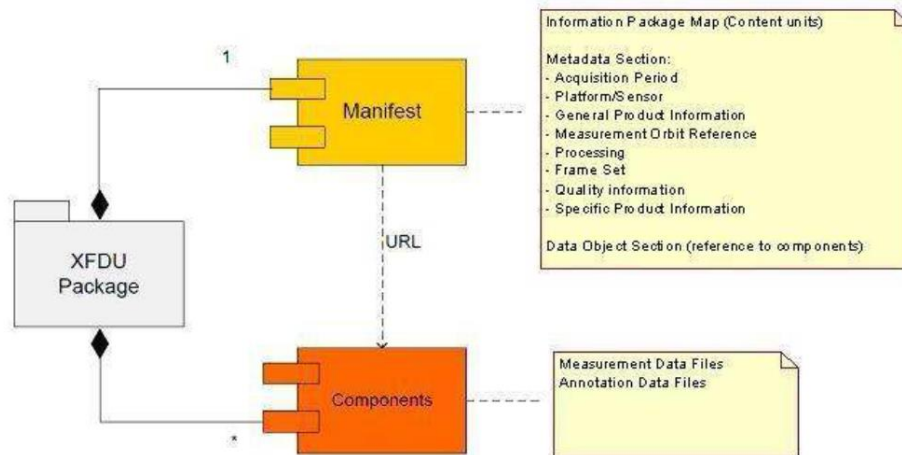 Information Package Map (Content units)
1
Metadata Section:
- Acquisition Period
- Platform/Sensor
Manifest
- General Product Information
- Measurement Orbit Reference
- Processing
- Frame Set
- Quality information
- Specific Product Information
URL
Data Object Section (reference to components)
XFDU
Package
Measurement Data Files
Annotation Data Files
Components
*